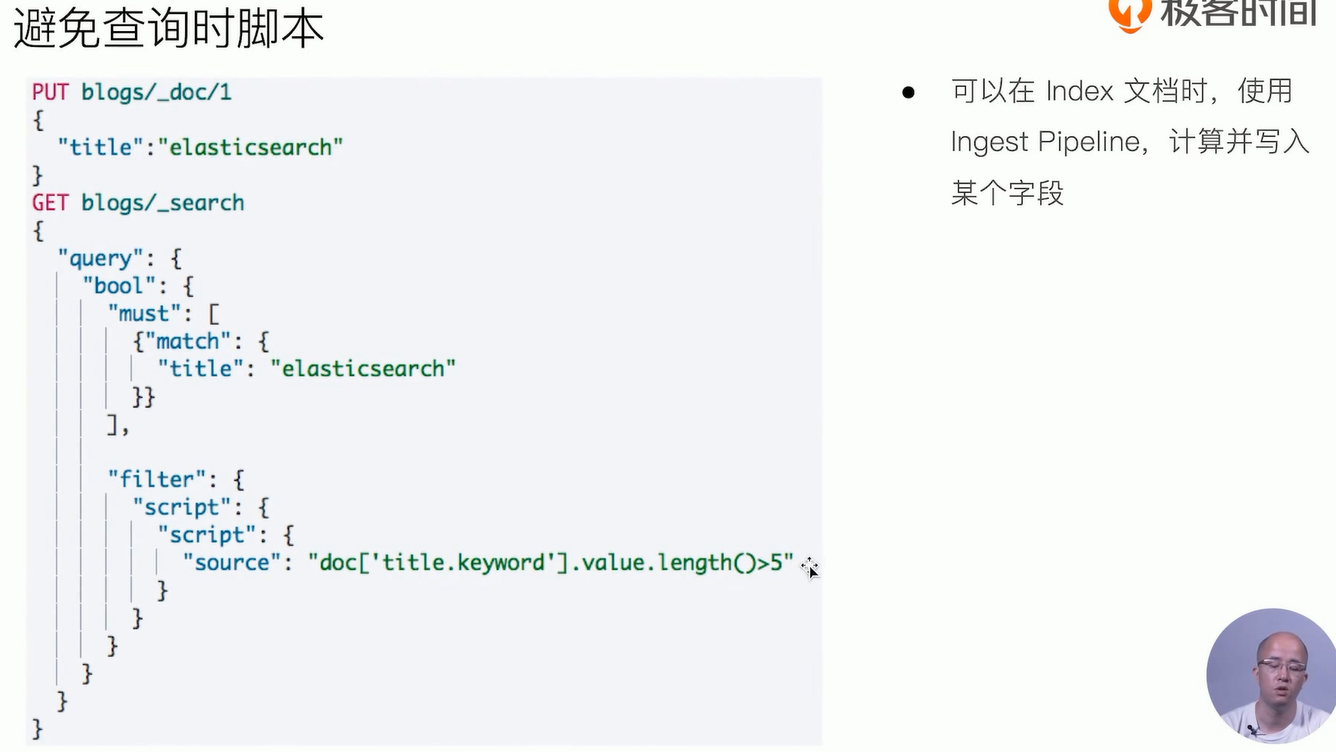 避免查询时脚本
极客时间
PUT blogs/_doc/1
{
"title":"elasticsearch"
}
GET blogs/_search
{
"query": {
"bool": {
"must": [
{"match": {
"title": "elasticsearch"
}}
],
"filter": {
"script": {
"script": {
"source": "doc['title.keyword'].value.length()>5"
}
}
}
}
}
}
● 可以在 Index 文档时，使用
Ingest Pipeline，计算并写入
某个字段